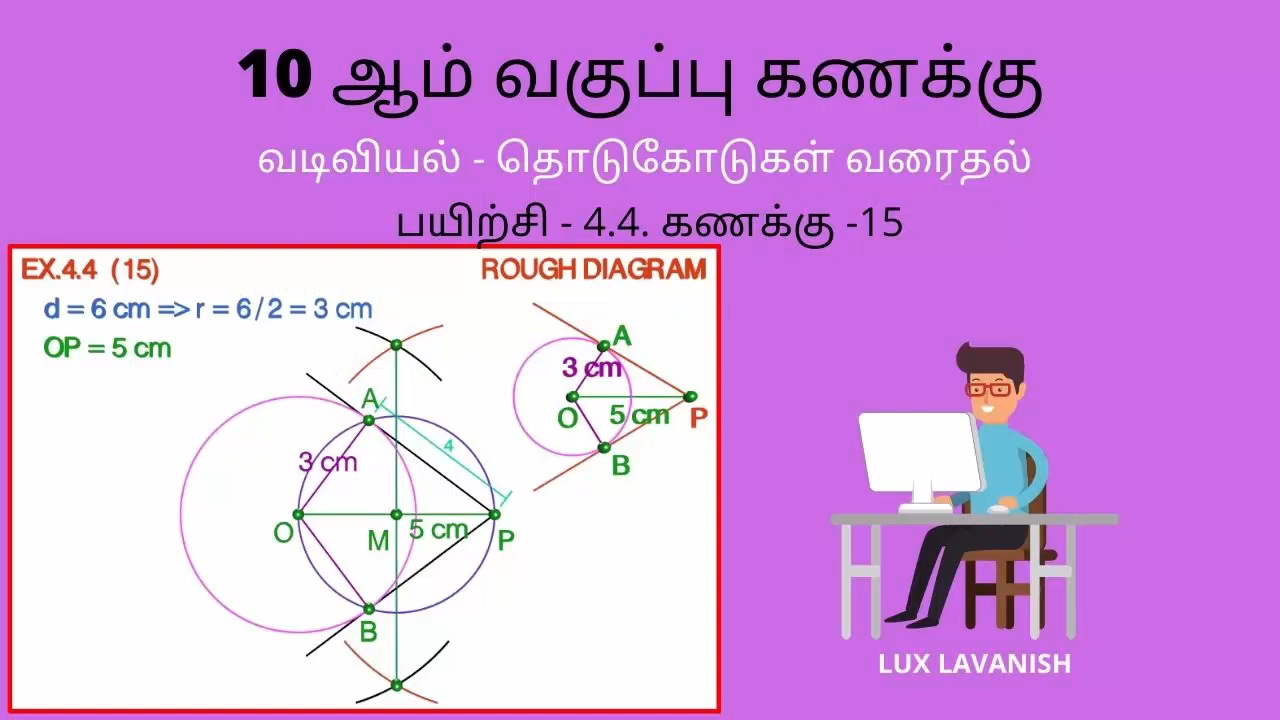 10 ஆம் வகுப்பு கணக்கு
வடிவியல் - தொடுகோடுகள் வரைதல்
பயிற்சி - 4.4. கணக்கு -15
EX.4.4 (15)
ROUGH DIAGRAM
d = 6 cm => r = 6/2 = 3 cm
OP = 5 cm
A
3 cm
O
5 cm
P
B
A
4
3 cm
O
M
5 cm
P
B
LUX LAVANISH